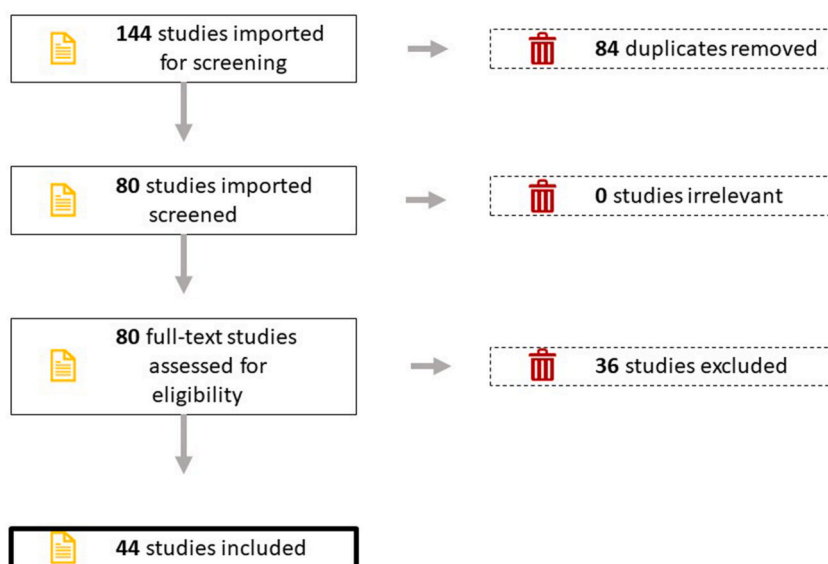 144 studies imported
for screening
84 duplicates removed
80 studies imported
screened
0 studies irrelevant
80 full-text studies
assessed for
eligibility
36 studies excluded
44 studies included